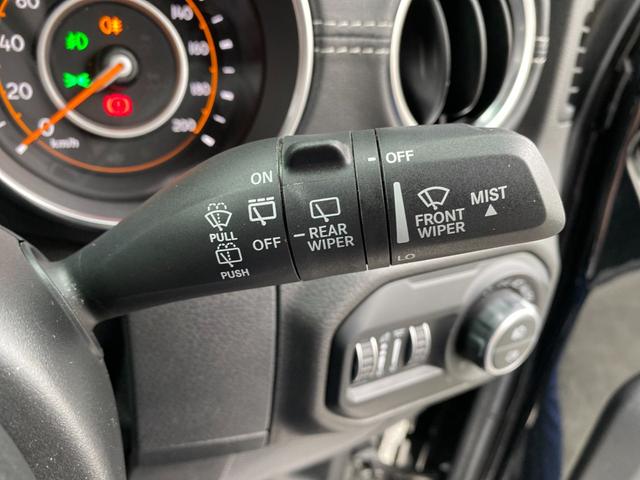 60
40
20
0
km/h
140
160
180
200
ON
OFF
PULL
PUSH
REAR
WIPER
OFF
FRONT
WIPER
MIST
LO